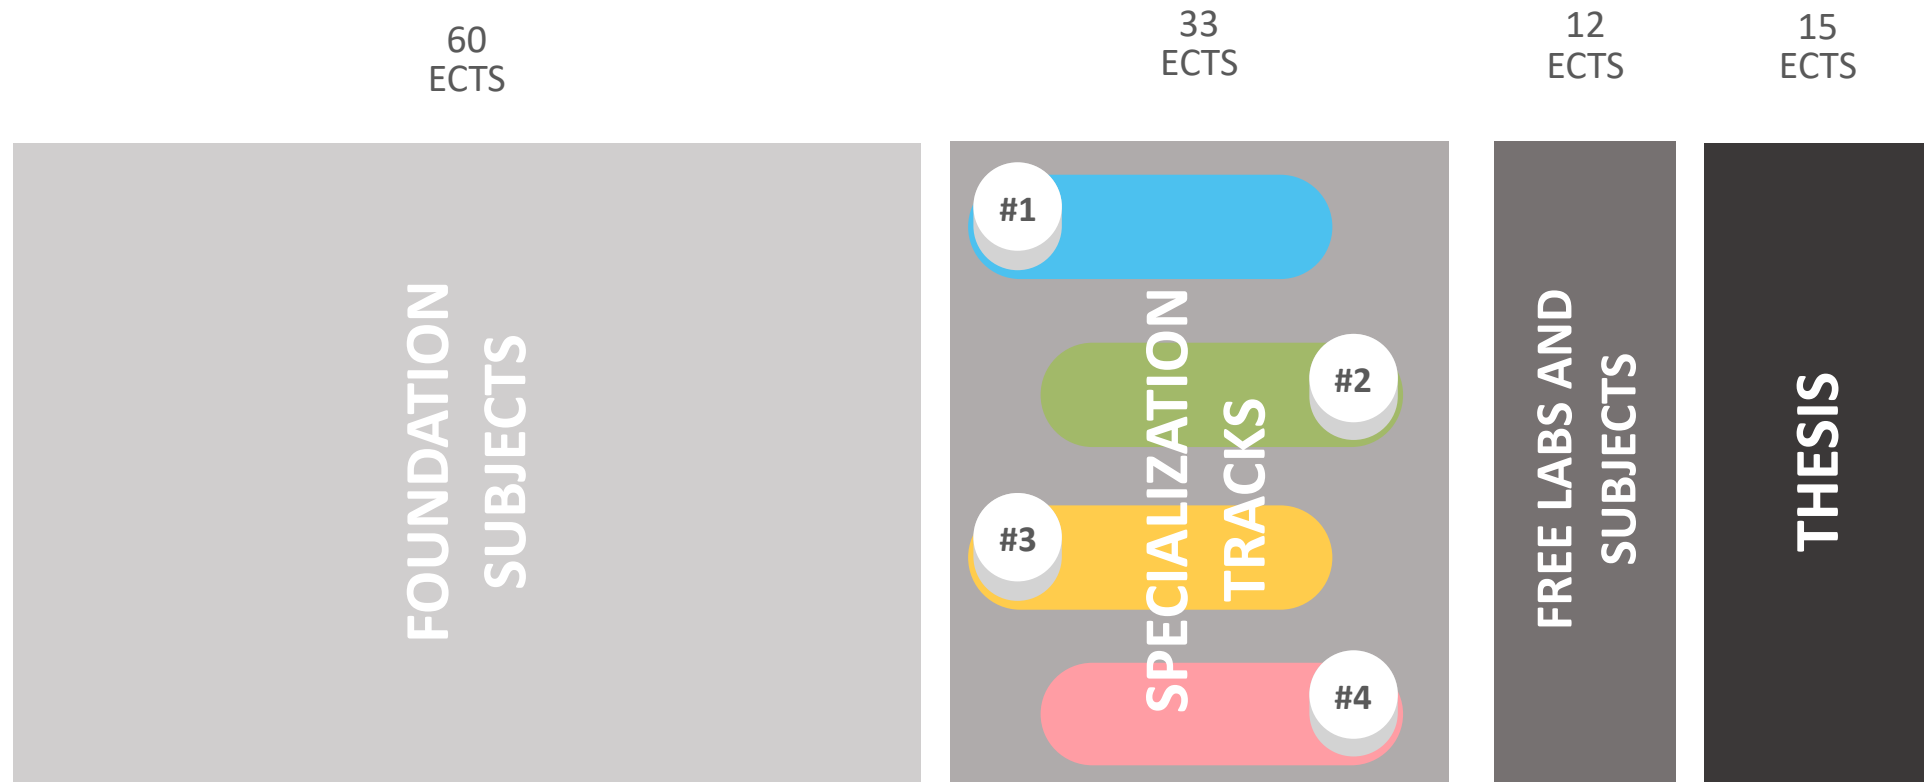 60
ECTS
33
ECTS
12
ECTS
15
ECTS
FOUNDATION
SUBJECTS
#1
#2
#3
#4
SPECIALIZATION
TRACKS
FREE LABS AND
SUBJECTS
THESIS